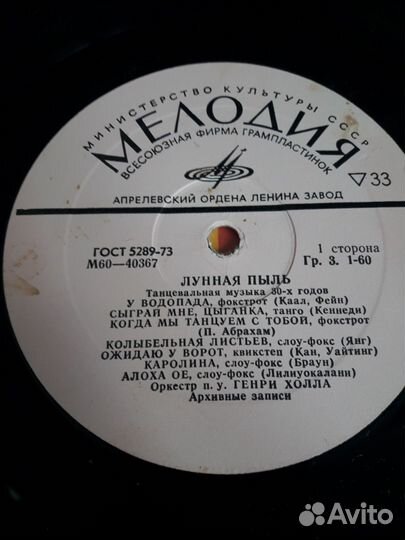 МИНИСТЕРСТВО КУЛЬТУРЫ СССР
МЕЛОДИЯ
ВСЕСОЮЗНАЯ ФИРМА ГРАМПЛАСТИНОК
33
АПРЕЛЕВСКИЙ ОРДЕНА ЛЕНИНА ЗАВОД
ГОСТ 5289-73
М60—40367
1 сторона
Гр. 3. 1-60
ЛУННАЯ ПЫЛЬ
Танцевальная музыка 30-х годов
У ВОДОПАДА, фокстрот (Каал, Фейн)
СЫГРАЙ МНЕ, ЦЫГАНКА, танго (Кеннеди)
КОГДА МЫ ТАНЦУЕМ С ТОБОЙ, фокстрот
(П. Абрахам)
КОЛЫБЕЛЬНАЯ ЛИСТЬЕВ, слоу-фокс (Янг)
ОЖИДАЮ У ВОРОТ, квикстеп (Кан, Уайтинг)
КАРОЛИНА, слоу-фокс (Браун)
АЛОХА ОЕ, слоу-фокс (Лилиуокалани)
Оркестр п. у. ГЕНРИ ХОЛЛА
Архивные записи
Avito